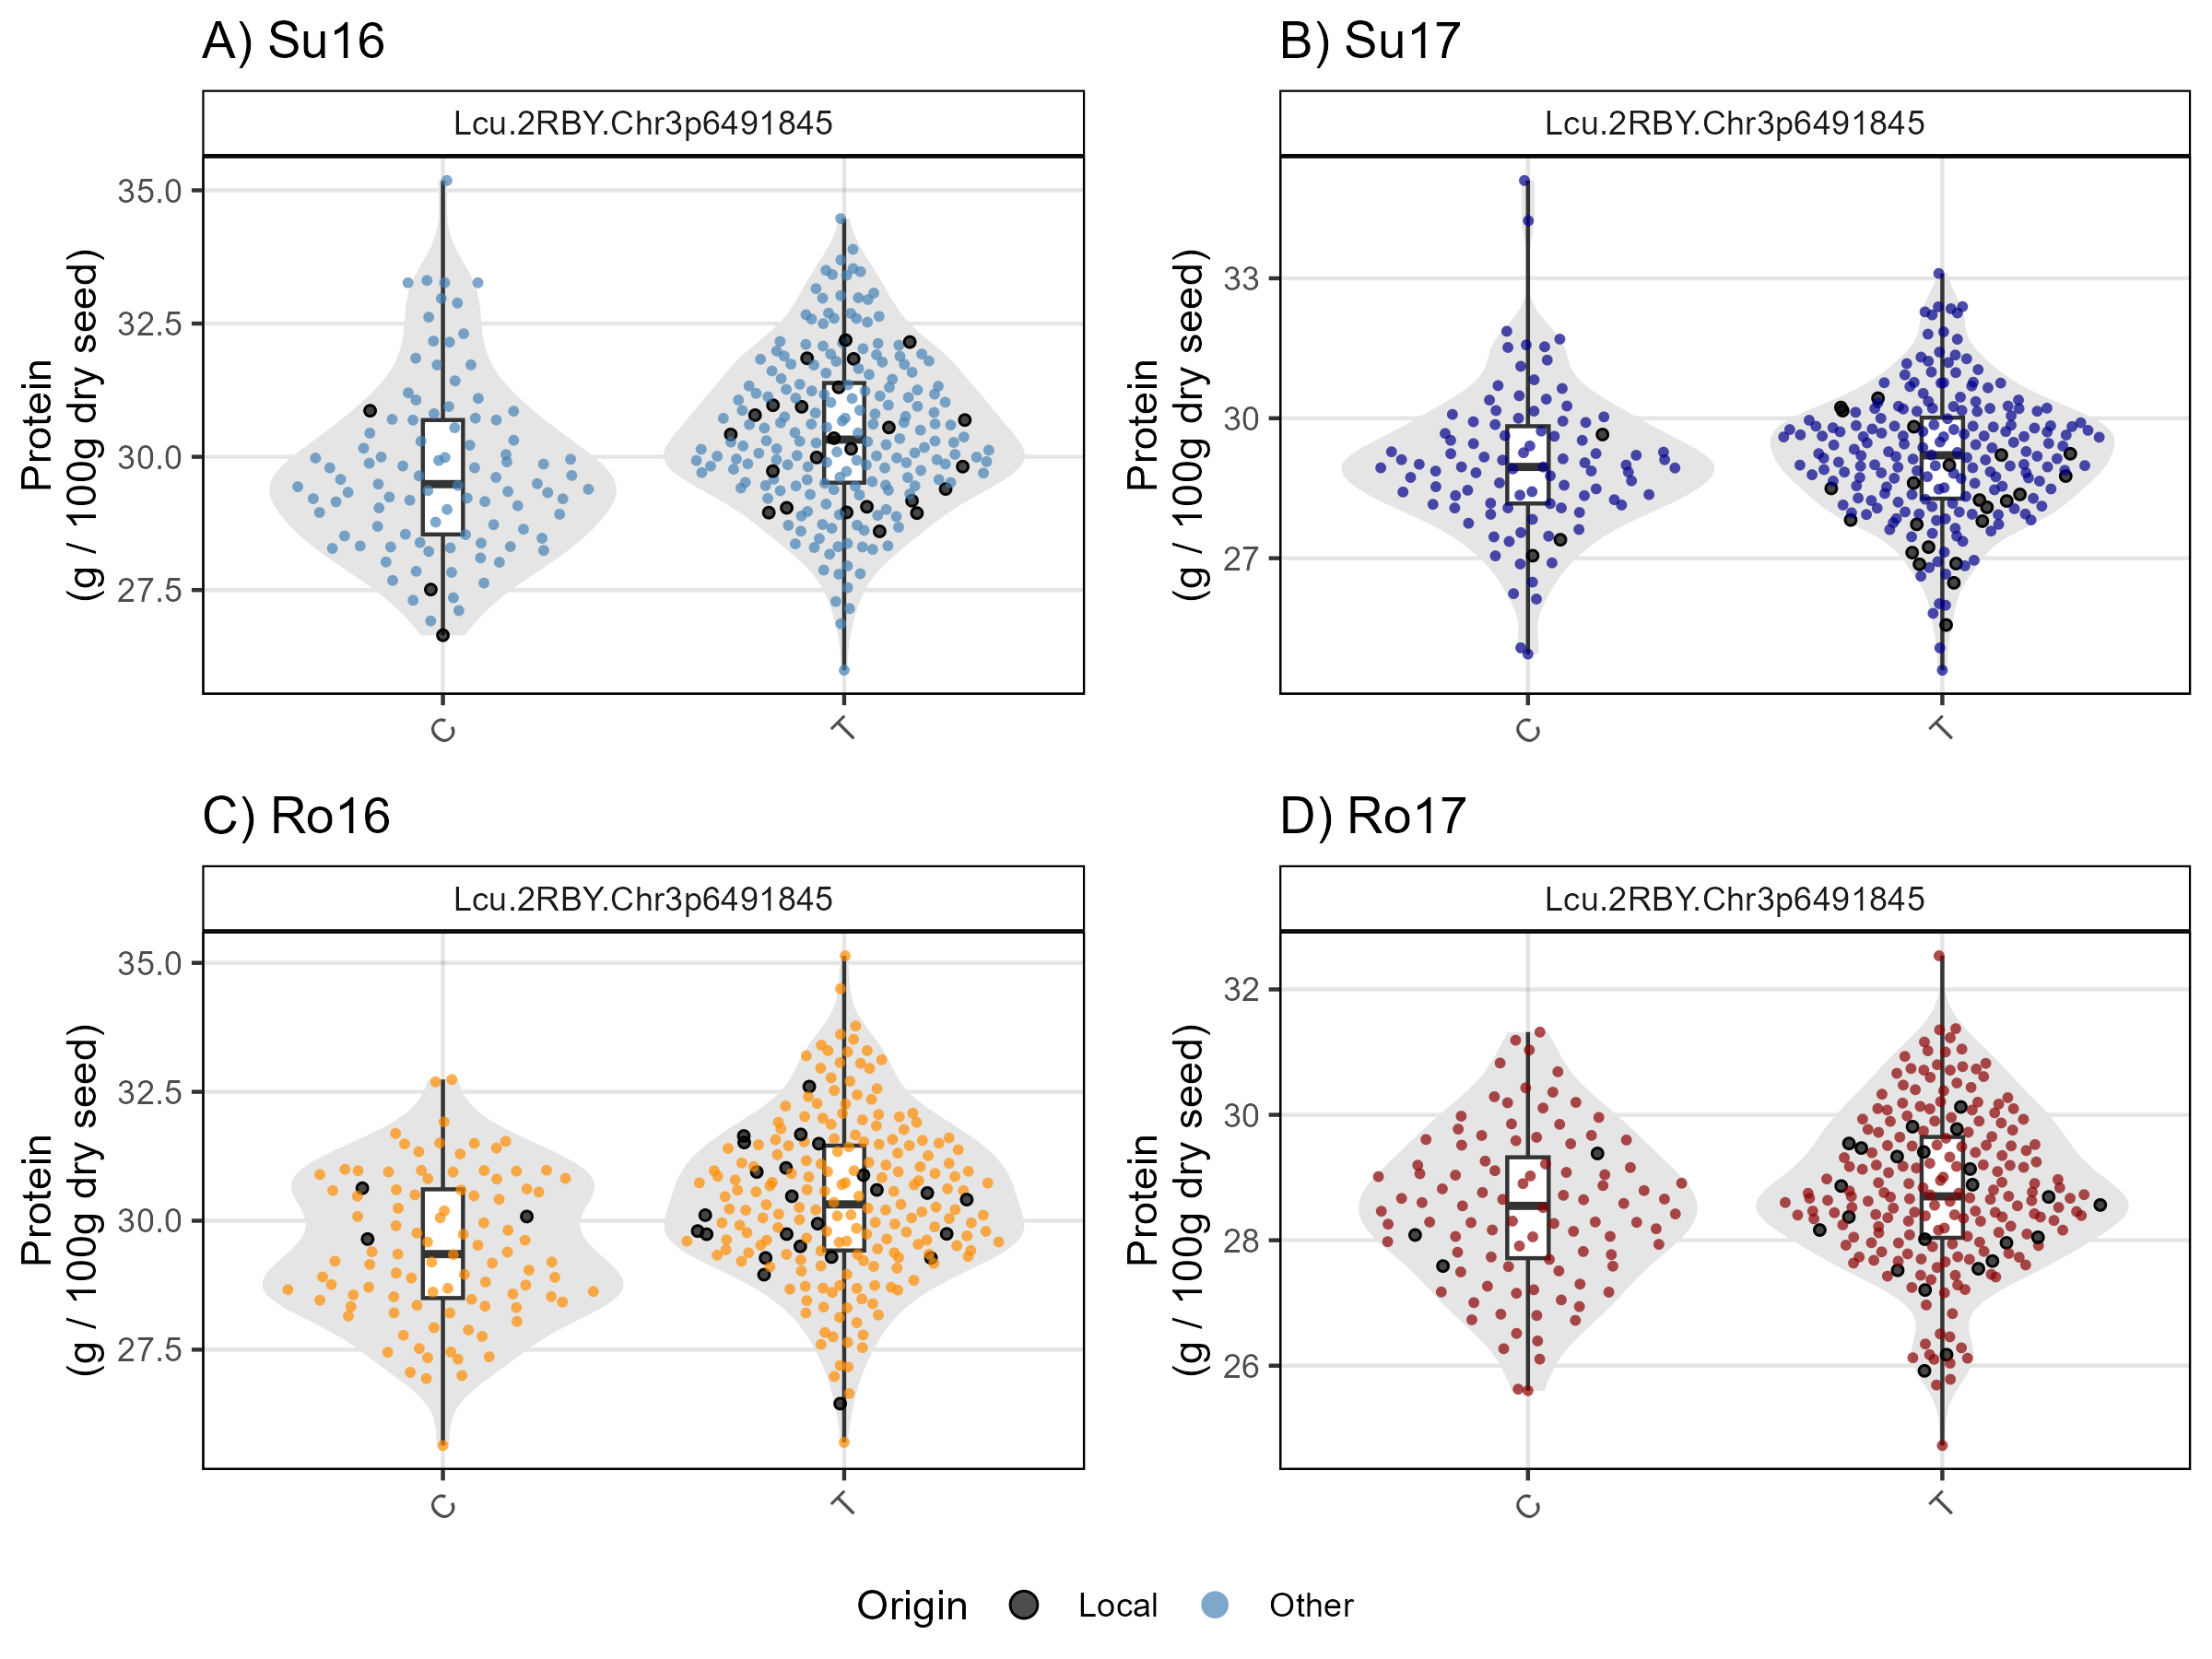 A) Su16
Lcu.2RBY.Chr3p6491845
Protein
(g / 100g dry seed)
35.0
32.5
30.0
27.5
C
T
B) Su17
Lcu.2RBY.Chr3p6491845
Protein
(g / 100g dry seed)
33
30
27
C
T
C) Ro16
Lcu.2RBY.Chr3p6491845
Protein
(g / 100g dry seed)
35.0
32.5
30.0
27.5
C
T
D) Ro17
Lcu.2RBY.Chr3p6491845
Protein
(g / 100g dry seed)
32
30
28
26
C
T
Origin Local Other